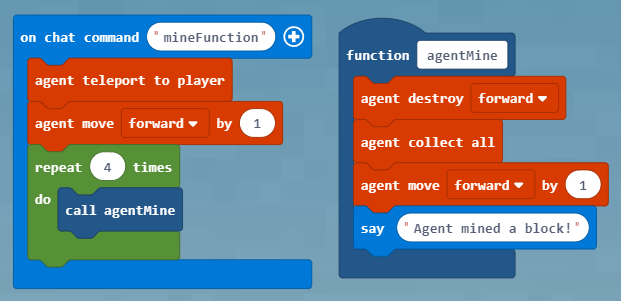 on chat command "mineFunction"
agent teleport to player
agent move forward by 1
repeat 4 times
do
call agentMine
function agentMine
agent destroy forward
agent collect all
agent move forward by 1
say "Agent mined a block!"